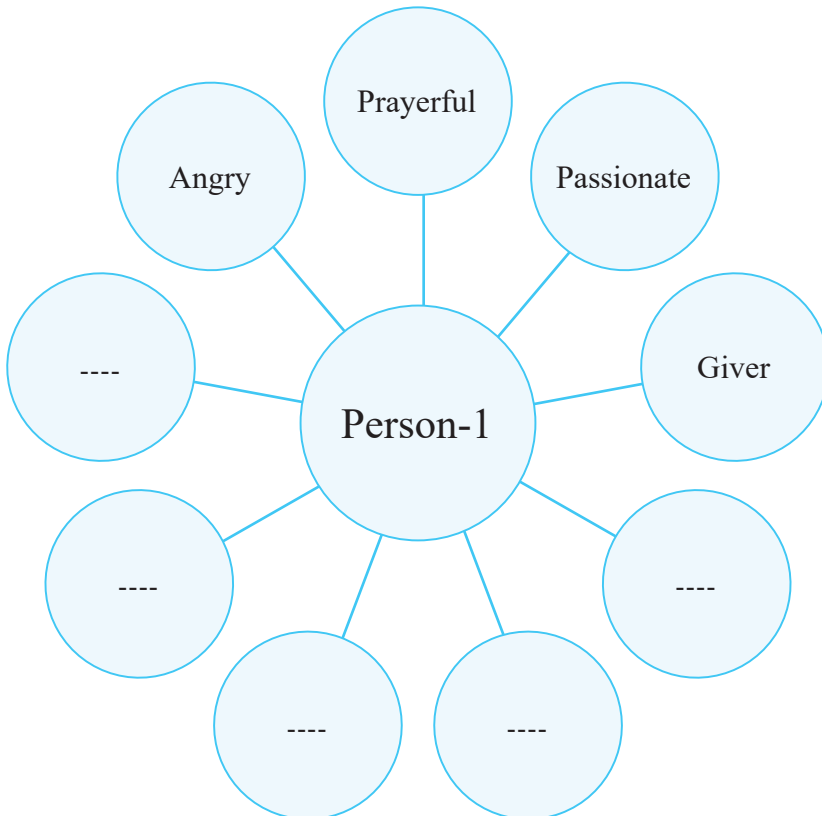 Prayerful
Angry
Passionate
----
Giver
Person-1
----
----
----
----